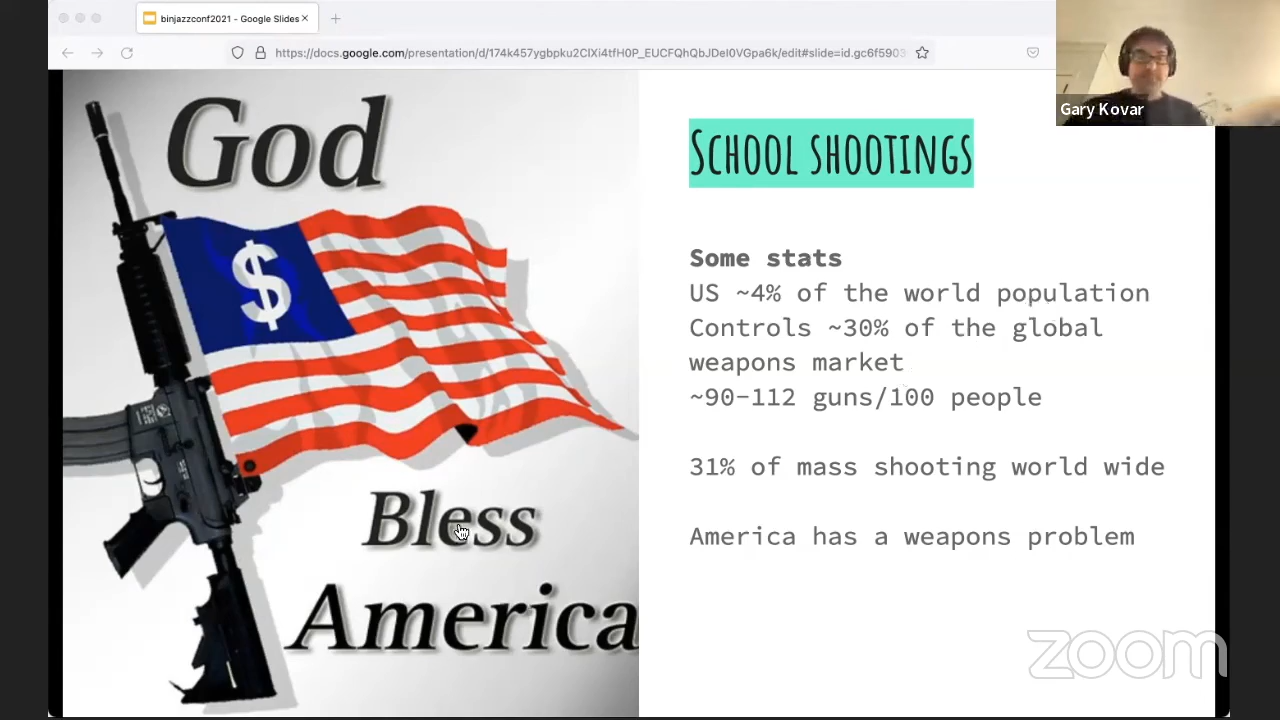 binjazzconf2021 - Google Slides
https://docs.google.com/presentation/d/174k457ygbpku2ClXi4tfH0P_EUCFQhQbJDeI0VGpa6k/edit#slide=id.gc6f5903
Gary Kovar
God
$
Bless
America
School shootings
Some stats
US ~4% of the world population
Controls ~30% of the global
weapons market
~90-112 guns/100 people
31% of mass shooting world wide
America has a weapons problem
zoom